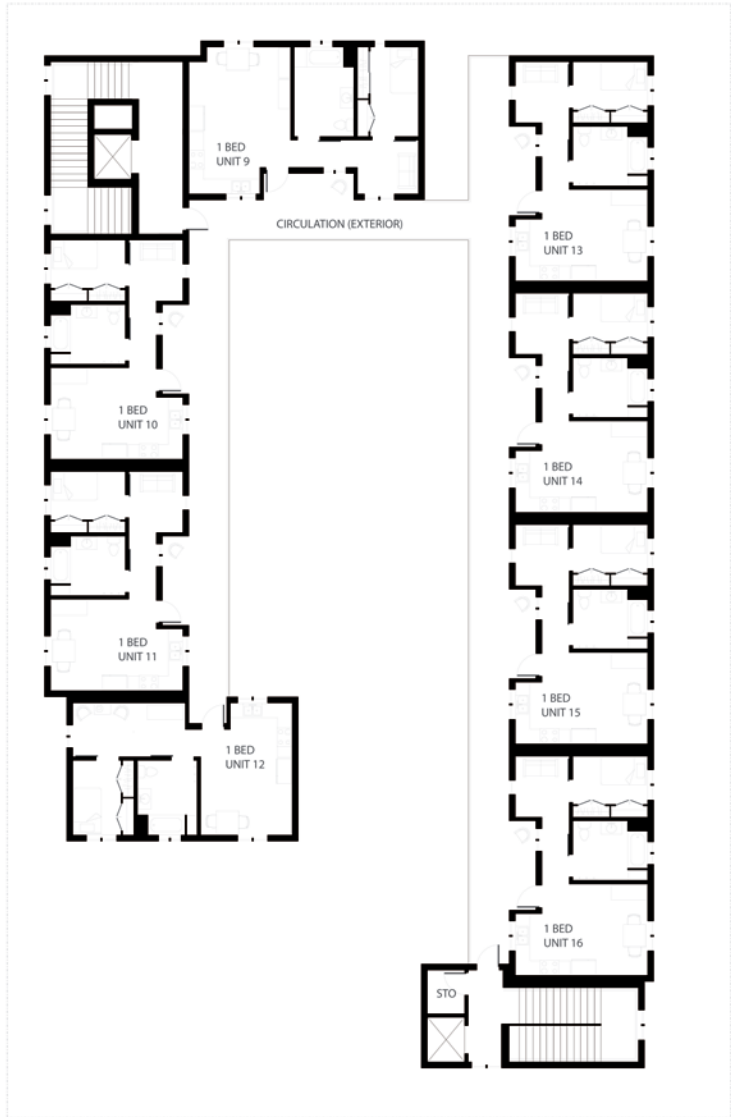 1 BED
UNIT 9
CIRCULATION (EXTERIOR)
1 BED
UNIT 13
1 BED
UNIT 10
1 BED
UNIT 14
1 BED
UNIT 11
1 BED
UNIT 15
1 BED
UNIT 12
1 BED
UNIT 16
STO